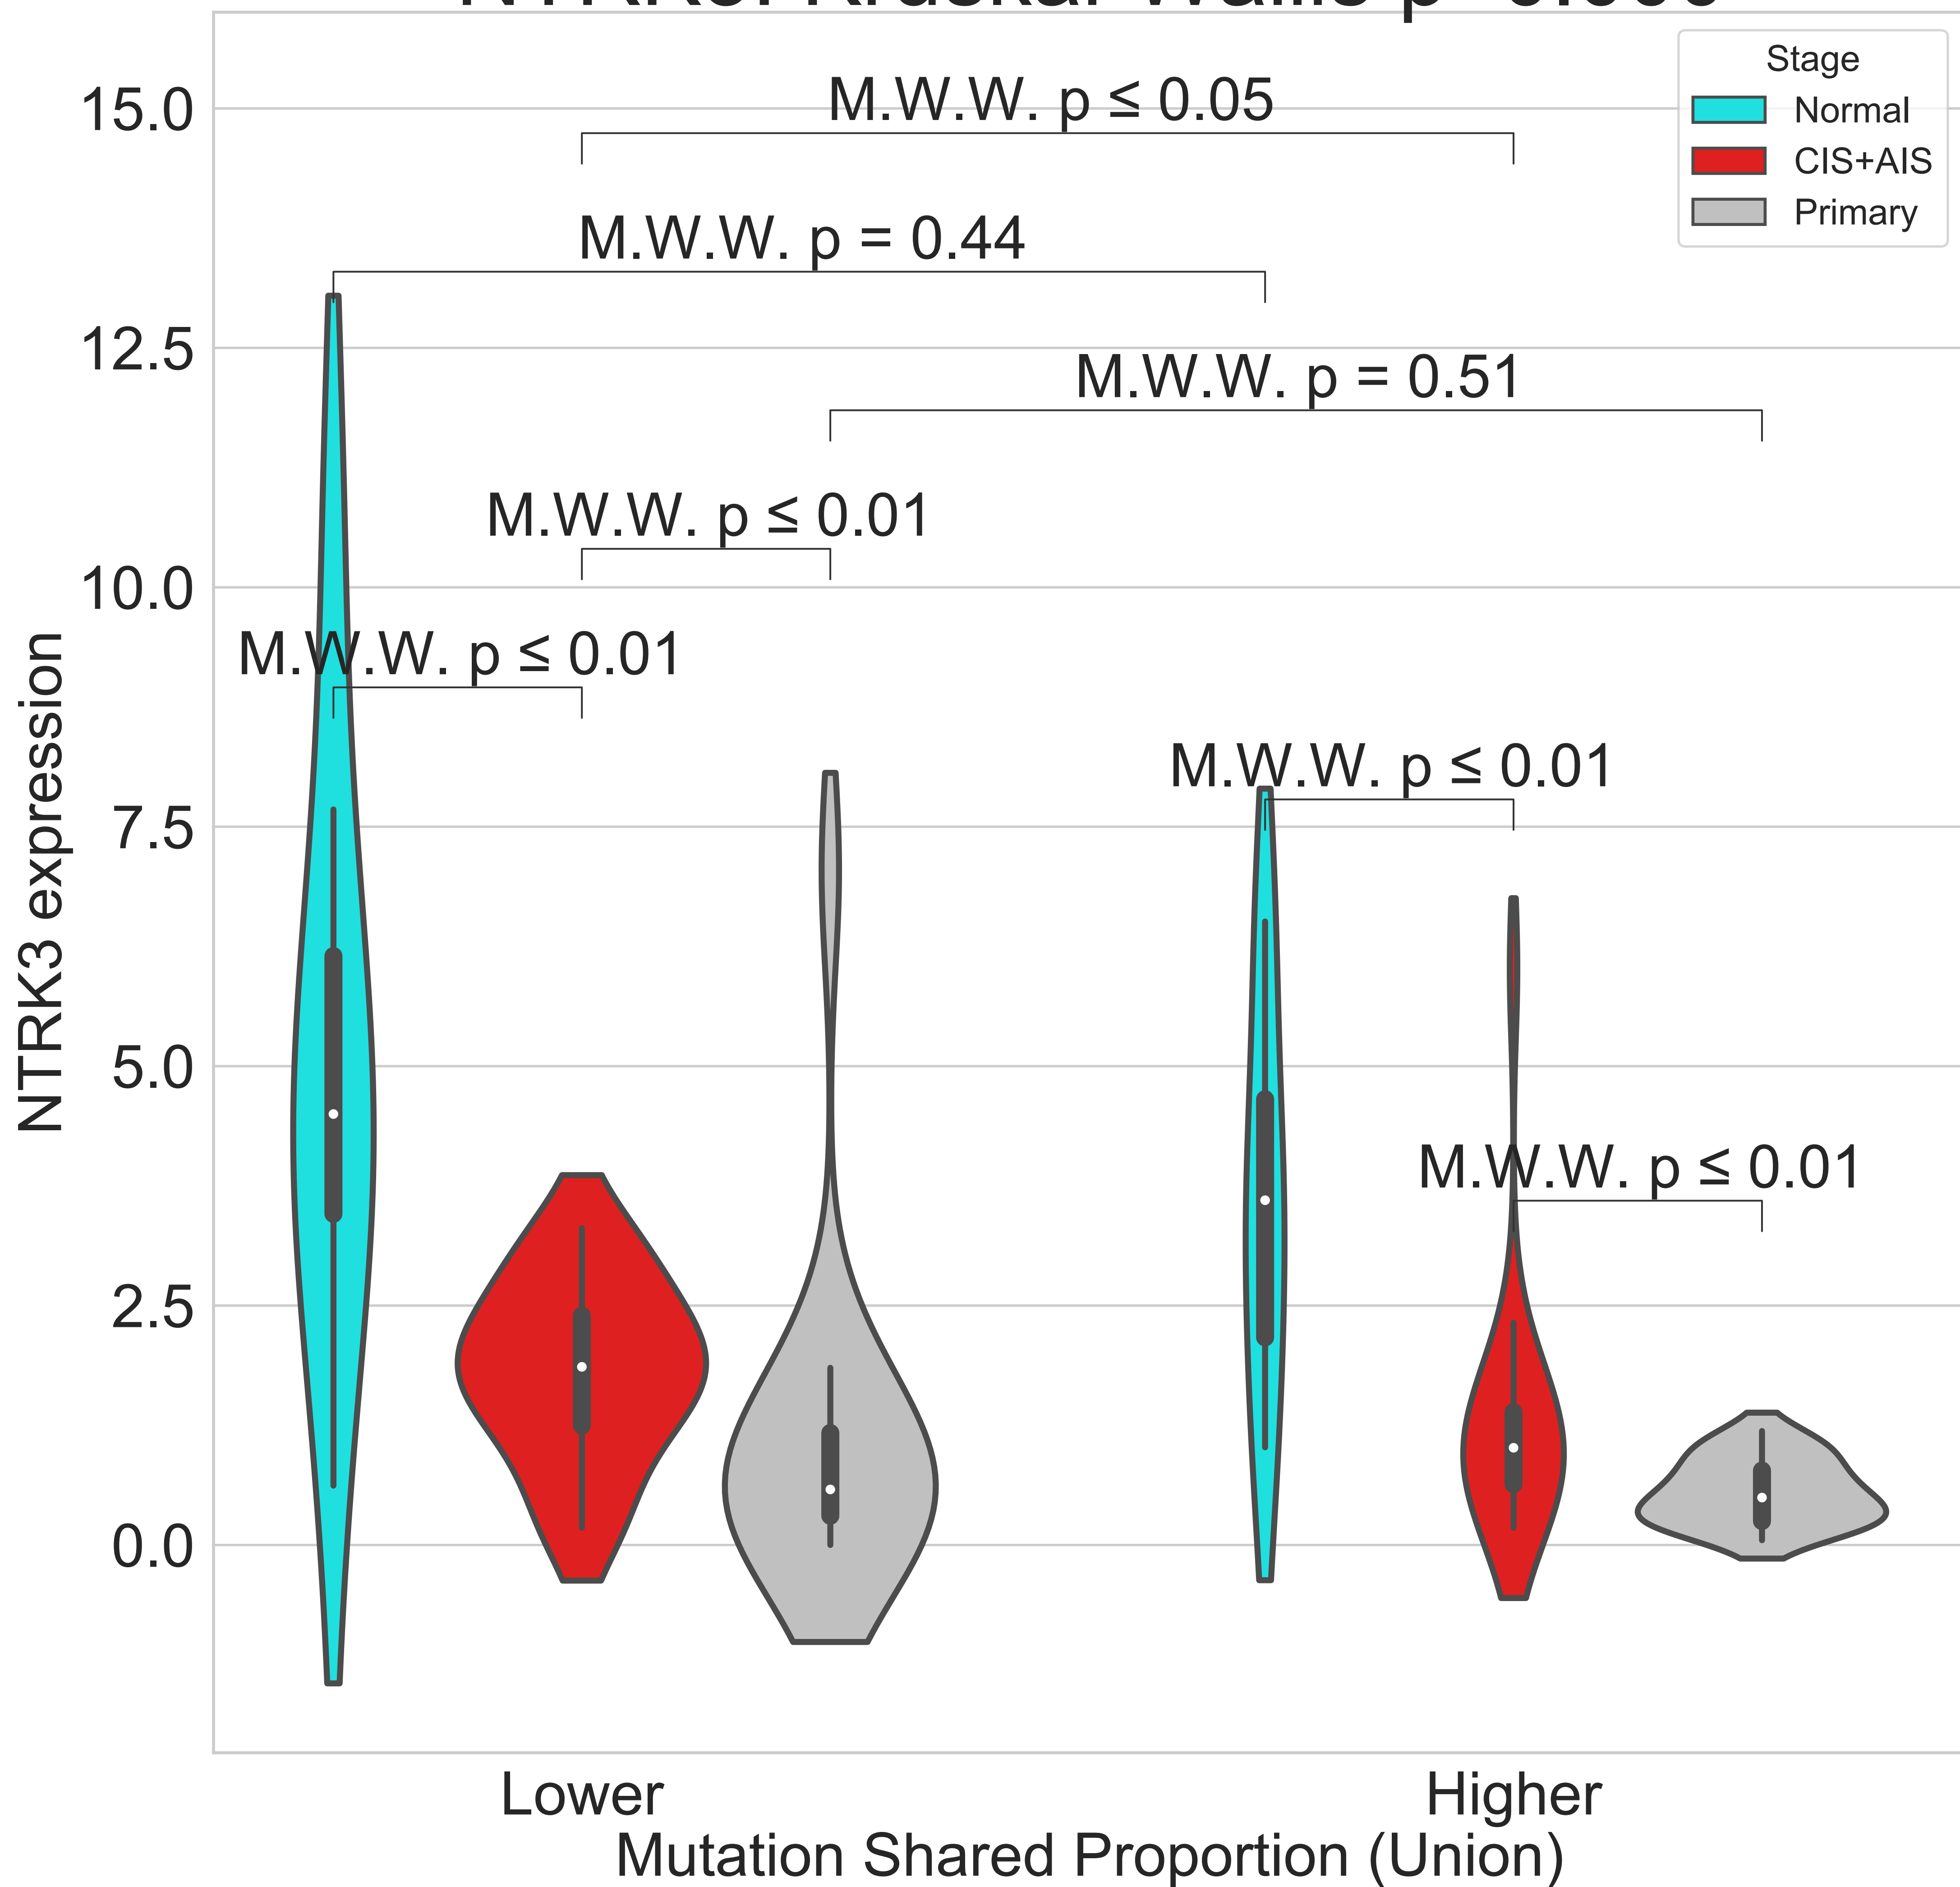 Stage
Normal
CIS+AIS
Primary
15.0
12.5
10.0
7.5
5.0
2.5
0.0
NTRK3 expression
M.W.W. p ≤ 0.05
M.W.W. p = 0.44
M.W.W. p = 0.51
M.W.W. p ≤ 0.01
M.W.W. p ≤ 0.01
M.W.W. p ≤ 0.01
M.W.W. p ≤ 0.01
Lower
Higher
Mutation Shared Proportion (Union)